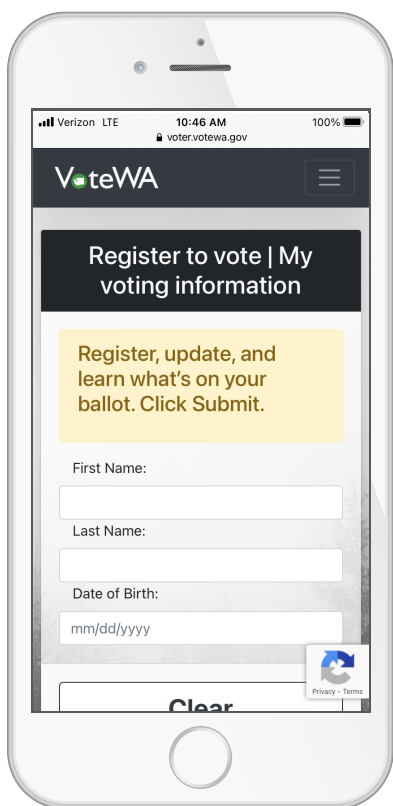 Verizon LTE 10:46 AM 100%
voter.votewa.gov
VoteWA
Register to vote | My
voting information
Register, update, and
learn what's on your
ballot. Click Submit.
First Name:
Last Name:
Date of Birth:
mm/dd/yyyy
Privacy - Terms
Clear